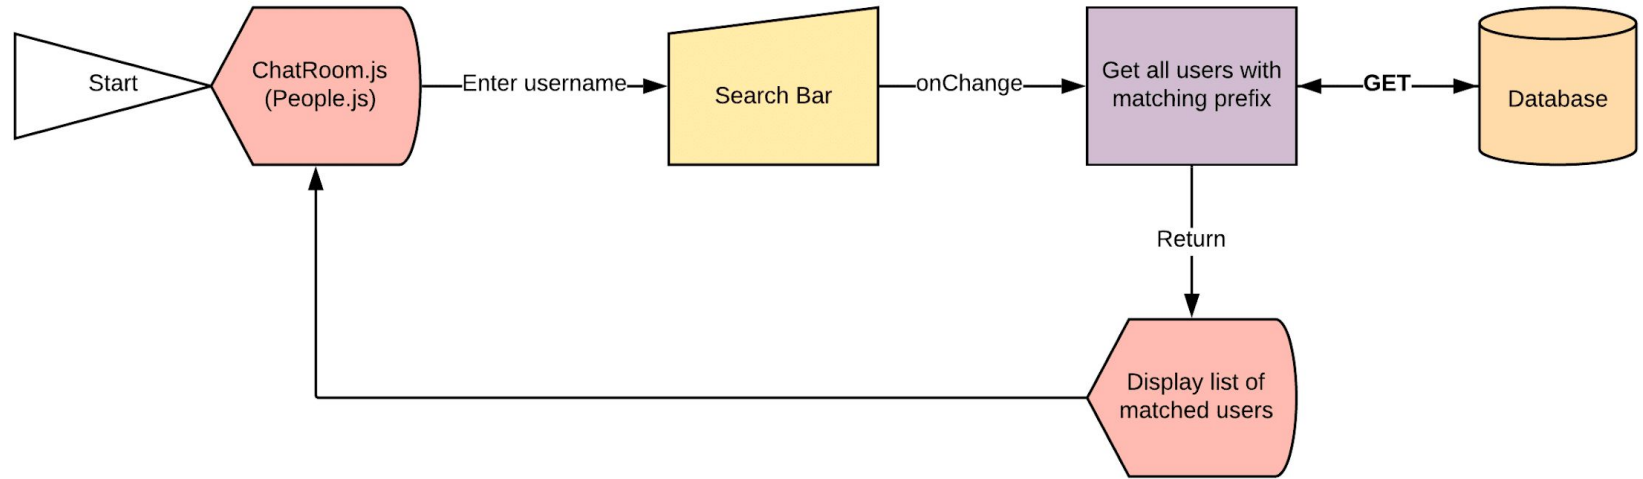 Start
ChatRoom.js
(People.js)
Enter username
Search Bar
onChange
Get all users with
matching prefix
GET
Database
Return
Display list of
matched users